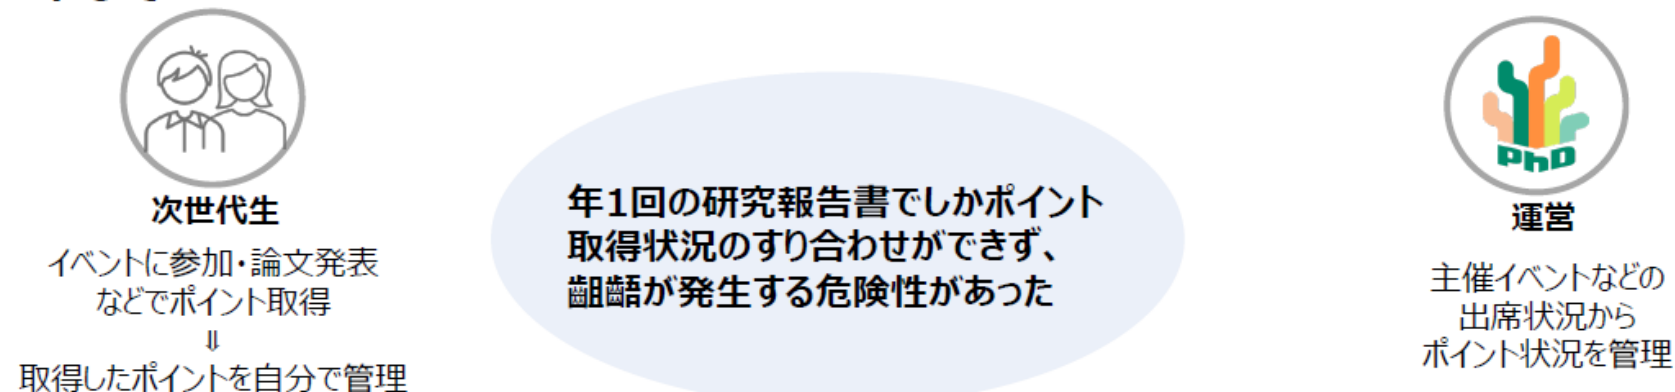 次世代生
イベントに参加・論文発表
などでポイント取得
⇓
取得したポイントを自分で管理
年1回の研究報告書でしかポイント
取得状況のすり合わせができず、
齟齬が発生する危険性があった
PhD
運営
主催イベントなどの
出席状況から
ポイント状況を管理